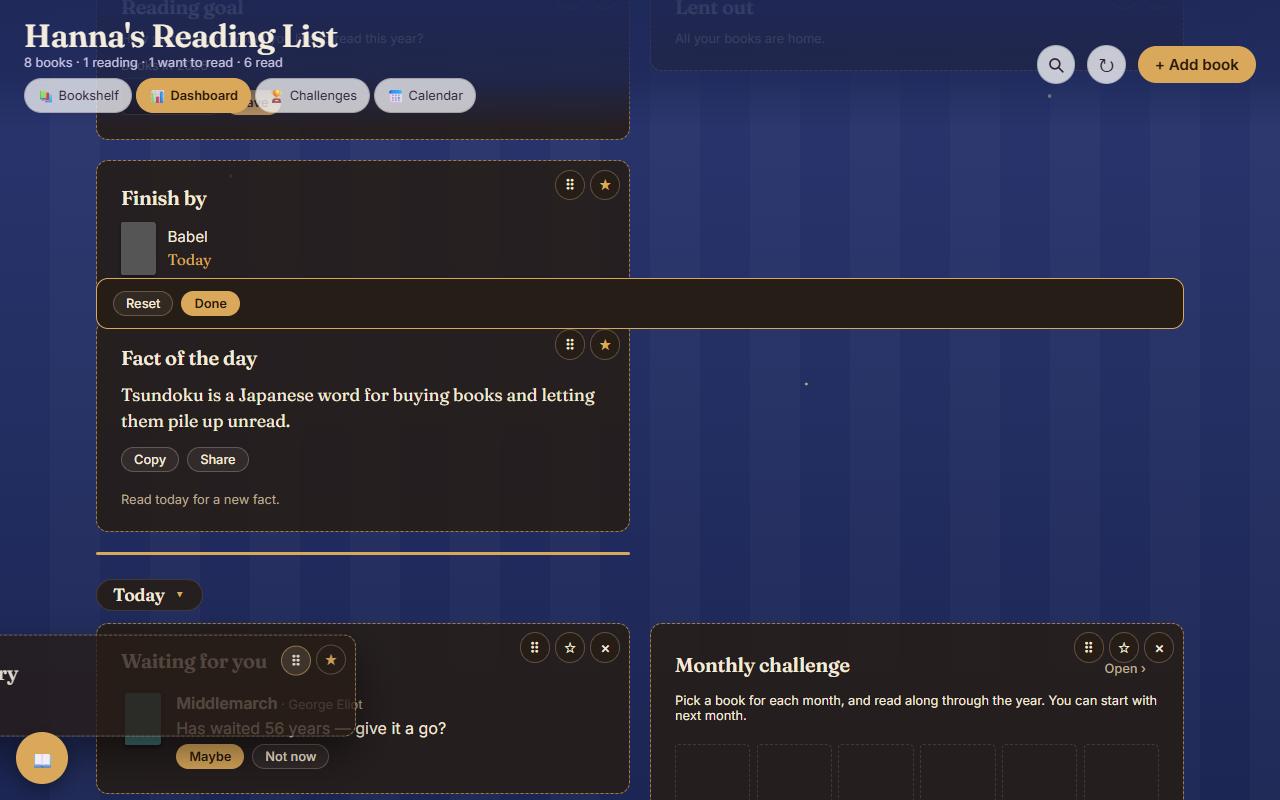 Reading goal
Lent out
Hanna's Reading List
read this year?
All your books are home.
8 books · 1 reading · 1 want to read · 6 read
Bookshelf
Dashboard
Challenges
Calendar
+ Add book
Finish by
Babel
Today
Reset
Done
Fact of the day
Tsundoku is a Japanese word for buying books and letting
them pile up unread.
Copy
Share
Read today for a new fact.
Today
ry
Waiting for you
Middlemarch · George Eliot
Has waited 56 years — give it a go?
Maybe
Not now
Monthly challenge
Open ›
Pick a book for each month, and read along through the year. You can start with
next month.